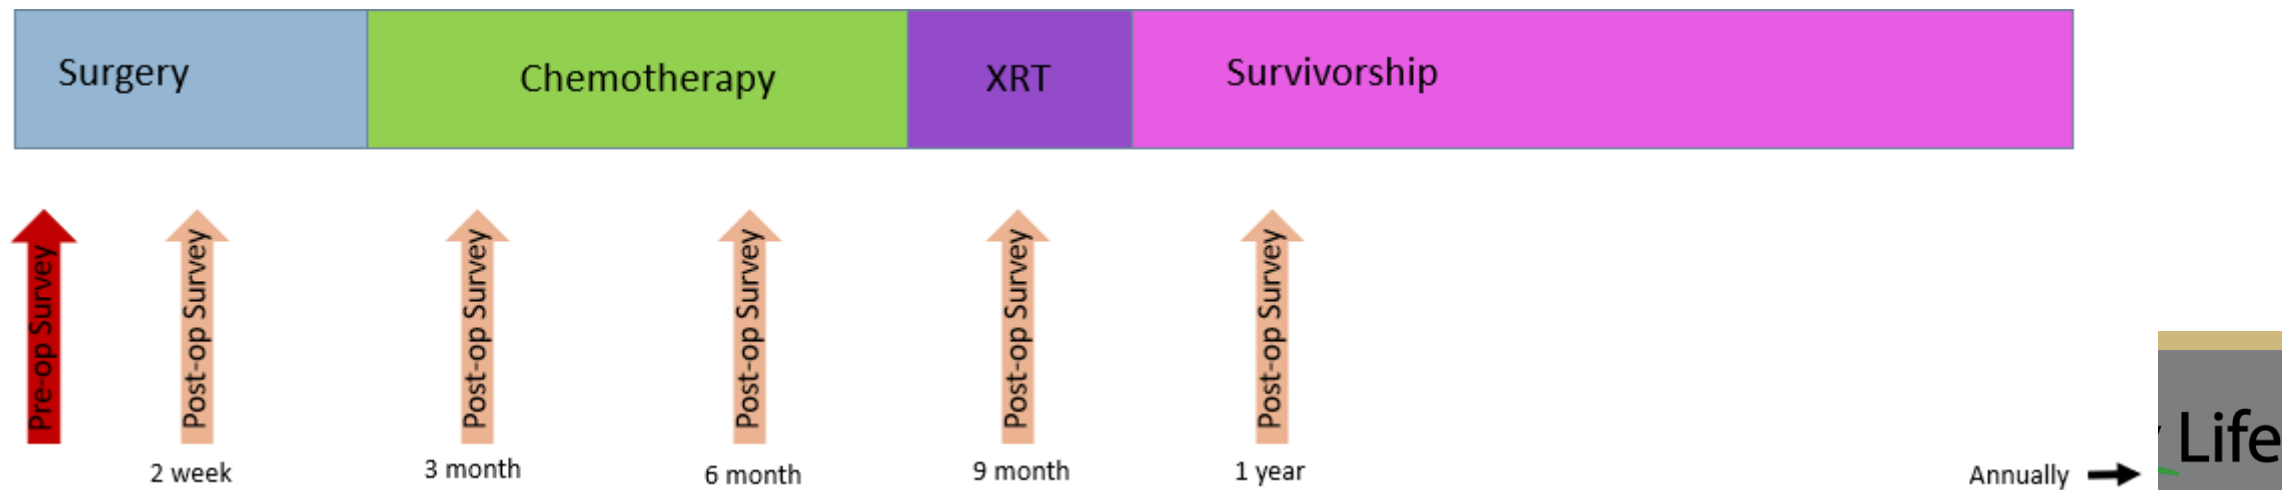 Surgery
Chemotherapy
XRT
Survivorship
Pre-op Survey
Post-op Survey
Post-op Survey
Post-op Survey
Post-op Survey
Post-op Survey
2 week
3 month
6 month
9 month
1 year
Annually
Life